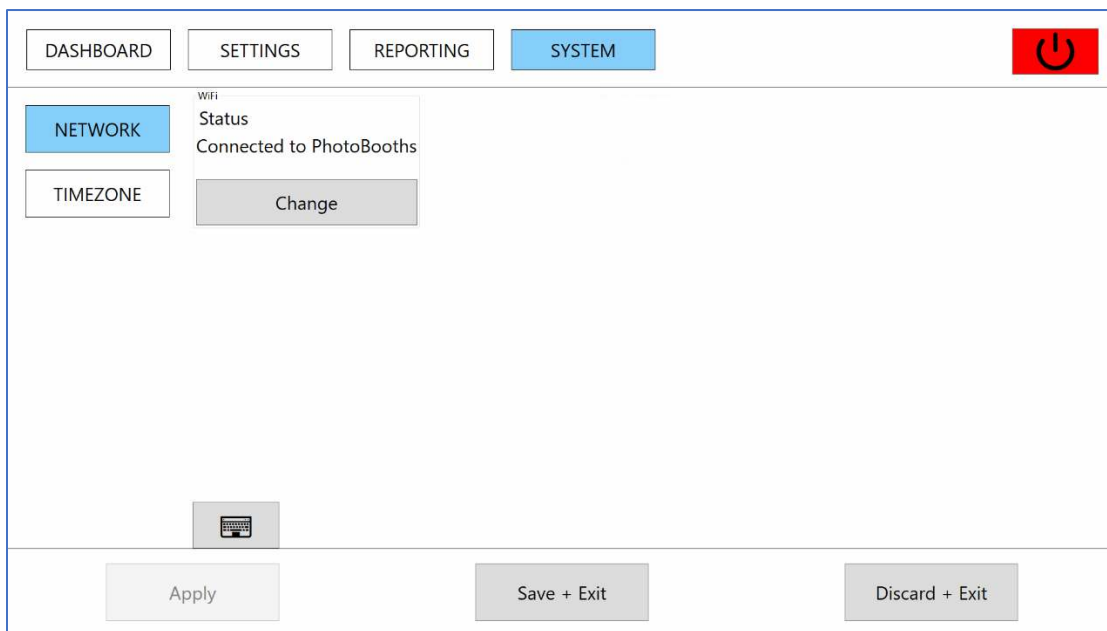 DASHBOARD
SETTINGS
REPORTING
SYSTEM
NETWORK
TIMEZONE
WiFi
Status
Connected to PhotoBooths
Change
Apply
Save + Exit
Discard + Exit